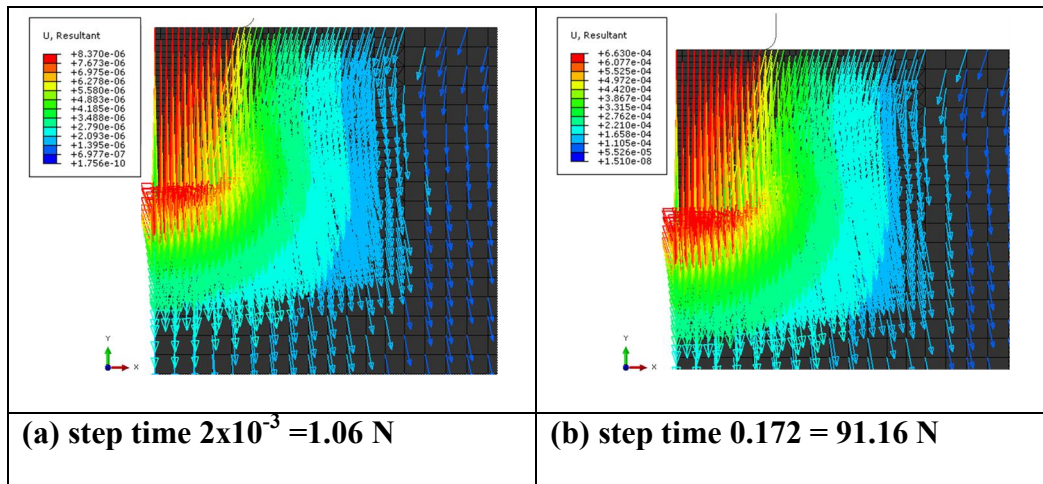 U, Resultant
+8.370e-06
+7.673e-06
+6.975e-06
+6.278e-06
+5.580e-06
+4.883e-06
+4.185e-06
+3.488e-06
+2.790e-06
+2.093e-06
+1.395e-06
+6.977e-07
+1.756e-10
Y
X
U, Resultant
+6.630e-04
+6.077e-04
+5.525e-04
+4.972e-04
+4.420e-04
+3.867e-04
+3.315e-04
+2.762e-04
+2.210e-04
+1.658e-04
+1.105e-04
+5.526e-05
+1.510e-08
Y
X
(a) step time 2x10⁻³ =1.06 N
(b) step time 0.172 = 91.16 N